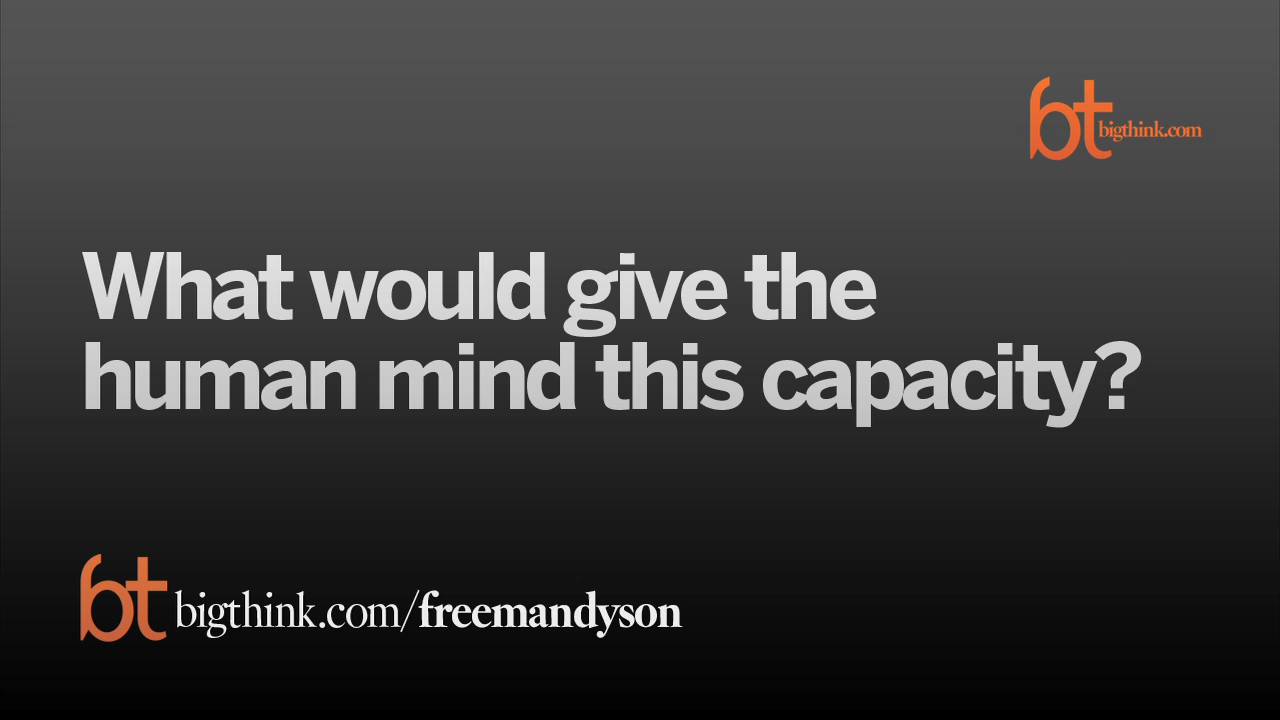 bt bigthink.com
What would give the
human mind this capacity?
bt bigthink.com/freemandyson